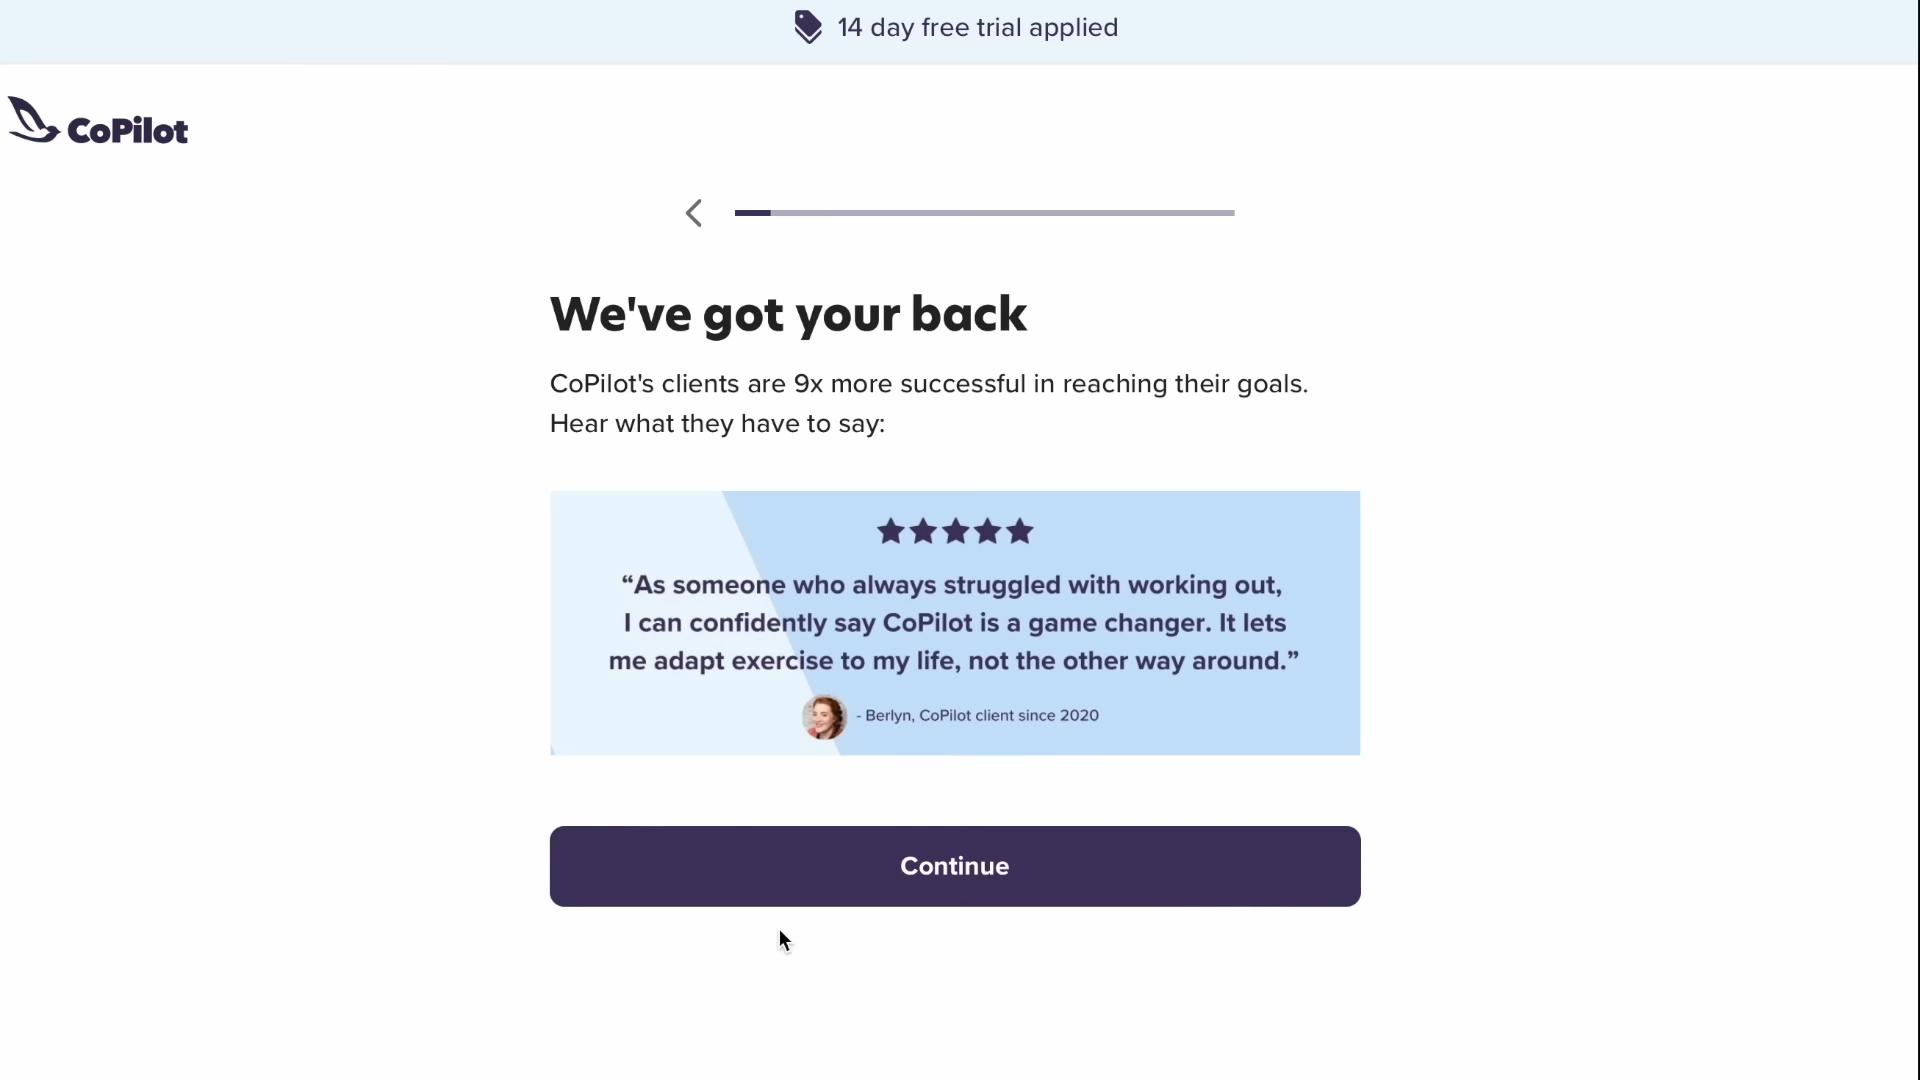 14 day free trial applied
CoPilot
We've got your back
CoPilot's clients are 9x more successful in reaching their goals.
Hear what they have to say:
“As someone who always struggled with working out,
I can confidently say CoPilot is a game changer. It lets
me adapt exercise to my life, not the other way around.”
- Berlyn, CoPilot client since 2020
Continue